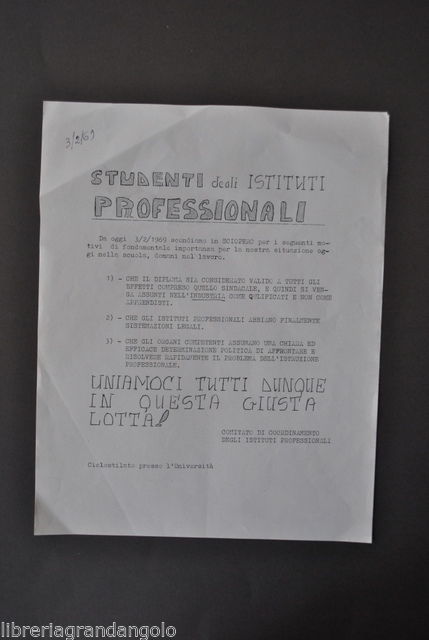 3/2/69
STUDENTI degli ISTITUTI
PROFESSIONALI
Da oggi 3/2/1969 scendiamo in SCIOPERO per i seguenti mo-
tivi di fondamentale importanza per la nostra situazione og-
gi nella scuola, domani nel lavoro.
1) - CHE IL DIPLOMA SIA CONSIDERATO VALIDO A TUTTI GLI
EFFETTI COMPRESO QUELLO SINDACALE, E QUINDI SI VEN-
GA ASSUNTI NELL'INDUSTRIA COME QULIFICATI E NON COME
APPRENDISTI.
2) - CHE GLI ISTITUTI PROFESSIONALI ABBIANO FINALMENTE
SISTEMAZIONI LEGALI.
3) - CHE GLI ORGANI COMPETENTI ASSUMANO UNA CHIARA ED
EFFICACE DETERMINAZIONE POLITICA DI AFFRONTARE E
RISOLVERE RAPIDAMENTE IL PROBLEMA DELL'ISTRUZIONE
PROFESSIONALE.
UNIAMOCI TUTTI DUNQUE
IN QUESTA GIUSTA
LOTTA!
COMITATO DI COORDINAMENTO
DEGLI ISTITUTI PROFESSIONALI
Ciclostilato presso l'Università
libreriagrandangolo